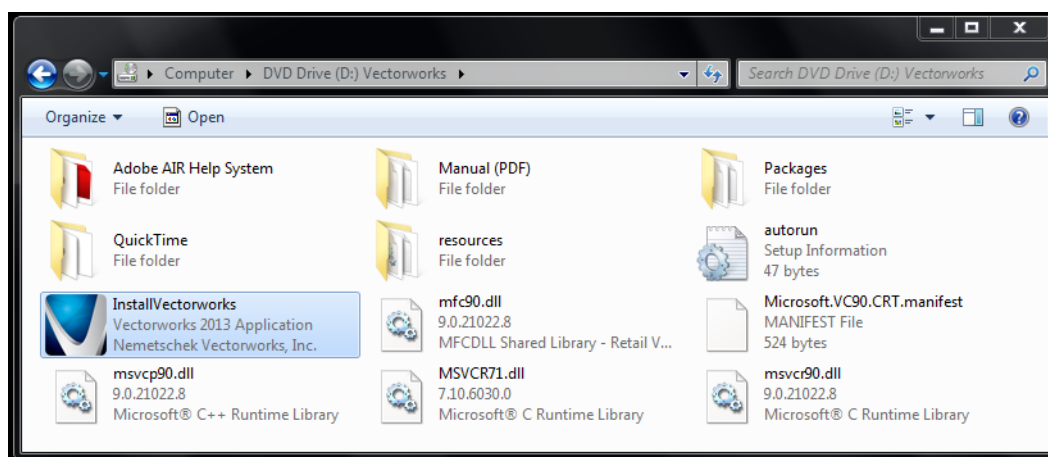 Computer ▸ DVD Drive (D:) Vectorworks ▸
Search DVD Drive (D:) Vectorworks
Organize
Open
Adobe AIR Help System
File folder
Manual (PDF)
File folder
Packages
File folder
QuickTime
File folder
resources
File folder
autorun
Setup Information
47 bytes
InstallVectorworks
Vectorworks 2013 Application
Nemetschek Vectorworks, Inc.
mfc90.dll
9.0.21022.8
MFCDLL Shared Library - Retail V...
Microsoft.VC90.CRT.manifest
MANIFEST File
524 bytes
msvcp90.dll
9.0.21022.8
Microsoft® C++ Runtime Library
MSVCR71.dll
7.10.6030.0
Microsoft® C Runtime Library
msvcr90.dll
9.0.21022.8
Microsoft® C Runtime Library